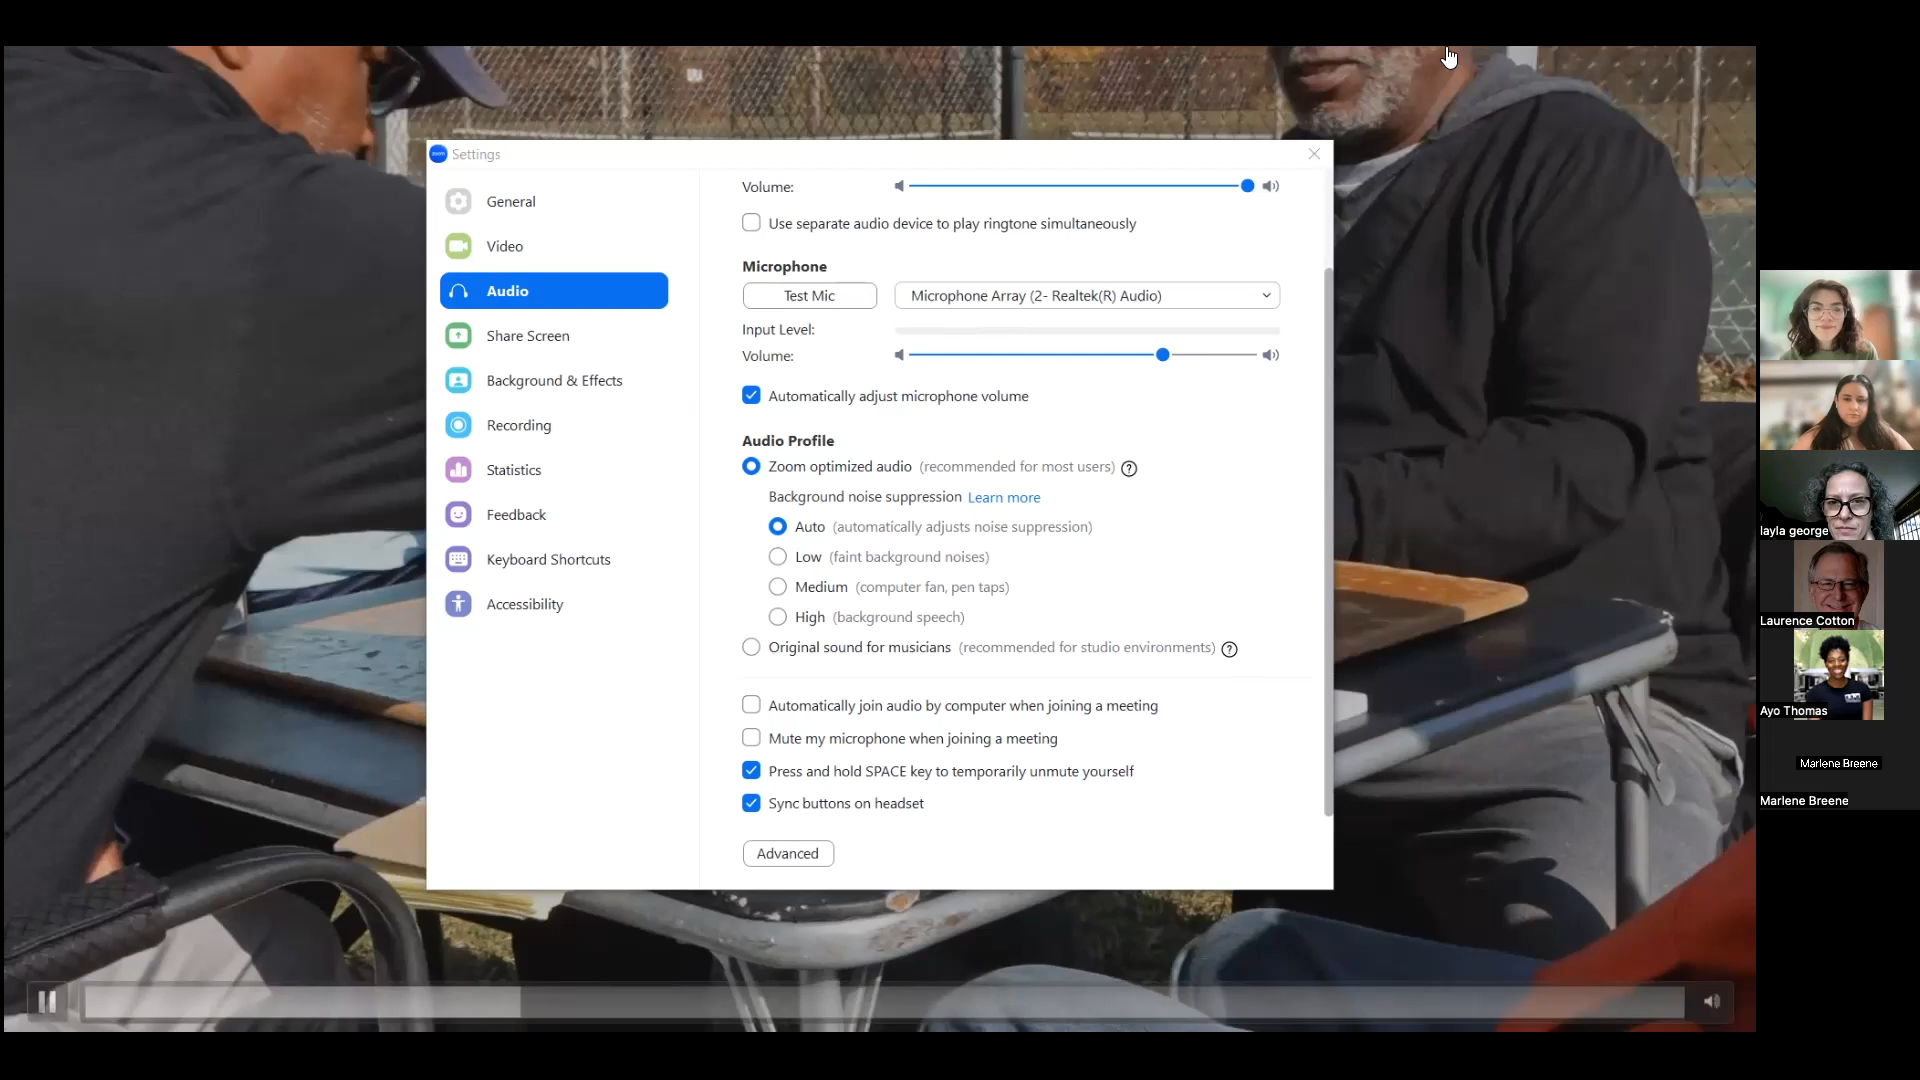 zoom Settings
General
Video
Audio
Share Screen
Background & Effects
Recording
Statistics
Feedback
Keyboard Shortcuts
Accessibility
Volume:
Use separate audio device to play ringtone simultaneously
Microphone
Test Mic Microphone Array (2- Realtek(R) Audio)
Input Level:
Volume:
Automatically adjust microphone volume
Audio Profile
Zoom optimized audio (recommended for most users) ?
Background noise suppression Learn more
Auto (automatically adjusts noise suppression)
Low (faint background noises)
Medium (computer fan, pen taps)
High (background speech)
Original sound for musicians (recommended for studio environments) ?
Automatically join audio by computer when joining a meeting
Mute my microphone when joining a meeting
Press and hold SPACE key to temporarily unmute yourself
Sync buttons on headset
Advanced
layla george
Laurence Cotton
Ayo Thomas
Marlene Breene
Marlene Breene